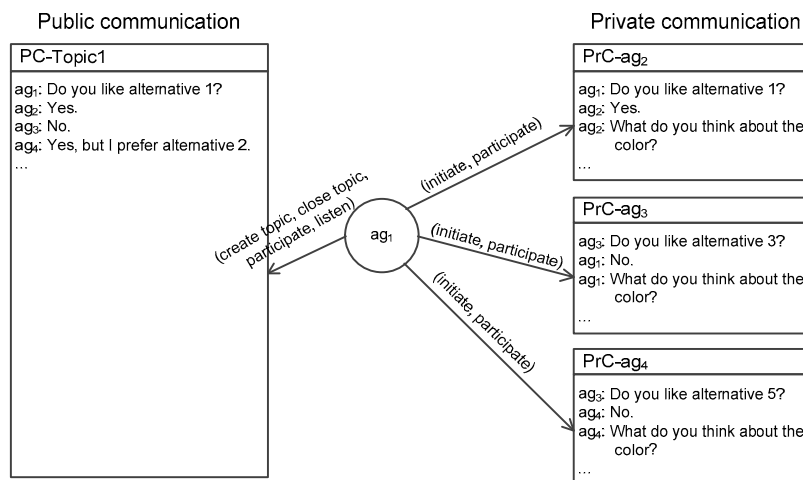 Public communication
PC-Topic1
ag₁: Do you like alternative 1?
ag₂: Yes.
ag₃: No.
ag₄: Yes, but I prefer alternative 2.
...
(create topic, close topic,
participate, listen)
ag₁
(initiate, participate)
(initiate, participate)
(initiate, participate)
Private communication
PrC-ag₂
ag₁: Do you like alternative 1?
ag₂: Yes.
ag₂: What do you think about the
color?
...
PrC-ag₃
ag₃: Do you like alternative 3?
ag₁: No.
ag₁: What do you think about the
color?
...
PrC-ag₄
ag₃: Do you like alternative 5?
ag₄: No.
ag₄: What do you think about the
color?
...